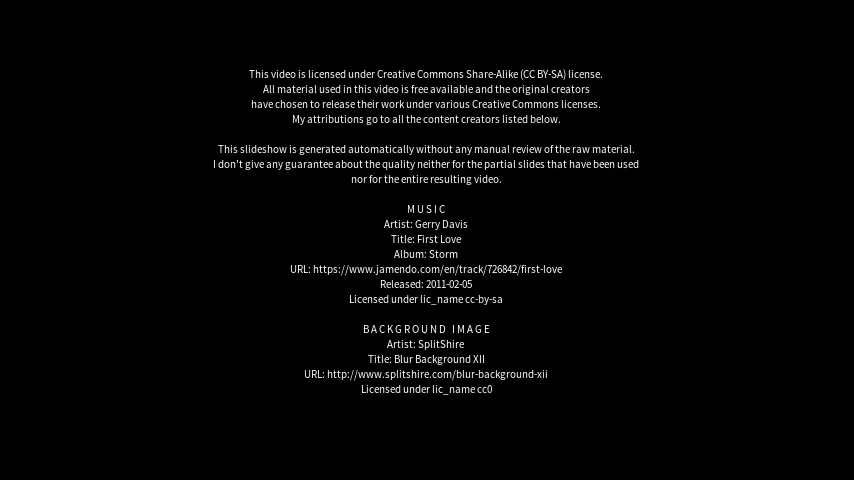 This video is licensed under Creative Commons Share-Alike (CC BY-SA) license.
All material used in this video is free available and the original creators
have chosen to release their work under various Creative Commons licenses.
My attributions go to all the content creators listed below.
This slideshow is generated automatically without any manual review of the raw material.
I don't give any guarantee about the quality neither for the partial slides that have been used
nor for the entire resulting video.
MUSIC
Artist: Gerry Davis
Title: First Love
Album: Storm
URL: https://www.jamendo.com/en/track/726842/first-love
Released: 2011-02-05
Licensed under lic_name cc-by-sa
BACKGROUND IMAGE
Artist: SplitShire
Title: Blur Background XII
URL: http://www.splitshire.com/blur-background-xii
Licensed under lic_name cc0